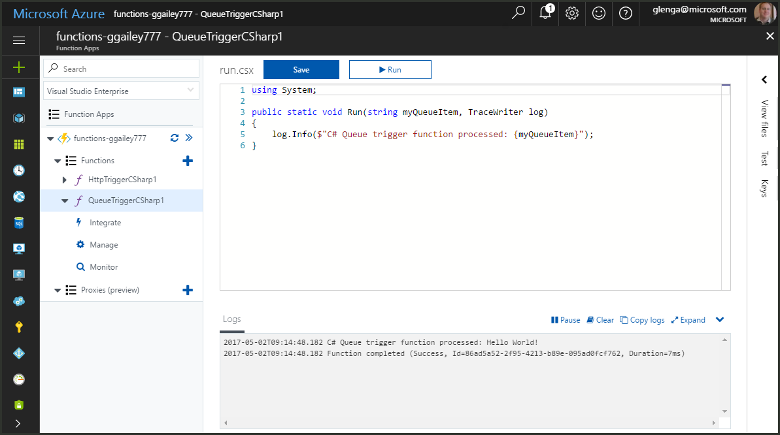 Microsoft Azure functions-ggailey777 - QueueTriggerCSharp1
1
glenga@microsoft.com
MICROSOFT
functions-ggailey777 - QueueTriggerCSharp1
Function Apps
Search
Visual Studio Enterprise
Function Apps
functions-ggailey777
Functions
HttpTriggerCSharp1
QueueTriggerCSharp1
Integrate
Manage
Monitor
Proxies (preview)
run.csx Save Run
1 using System;
2
3 public static void Run(string myQueueItem, TraceWriter log)
4 {
5 log.Info($"C# Queue trigger function processed: {myQueueItem}");
6 }
View files
Test
Keys
Logs Pause Clear Copy logs Expand
2017-05-02T09:14:48.182 C# Queue trigger function processed: Hello World!
2017-05-02T09:14:48.182 Function completed (Success, Id=86ad5a52-2f95-4213-b89e-095ad0fcf762, Duration=7ms)